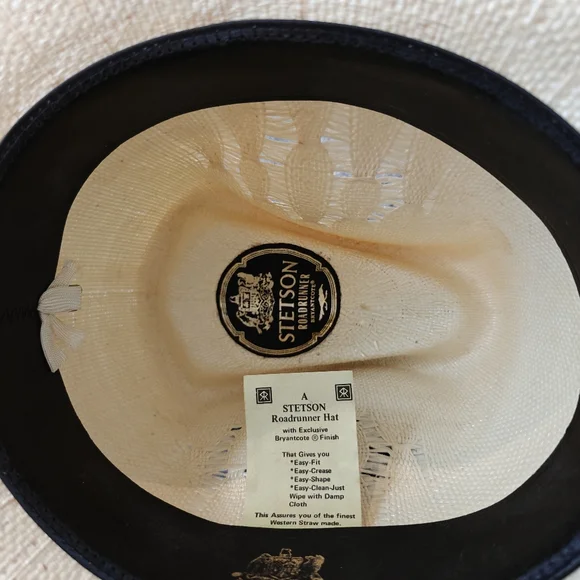 STETSON
ROADRUNNER
BRYANTCOTE®
A
STETSON
Roadrunner Hat
with Exclusive
Bryantcote ® Finish
That Gives you
*Easy-Fit
*Easy-Crease
*Easy-Shape
*Easy-Clean-Just
Wipe with Damp
Cloth
This Assures you of the finest
Western Straw made.